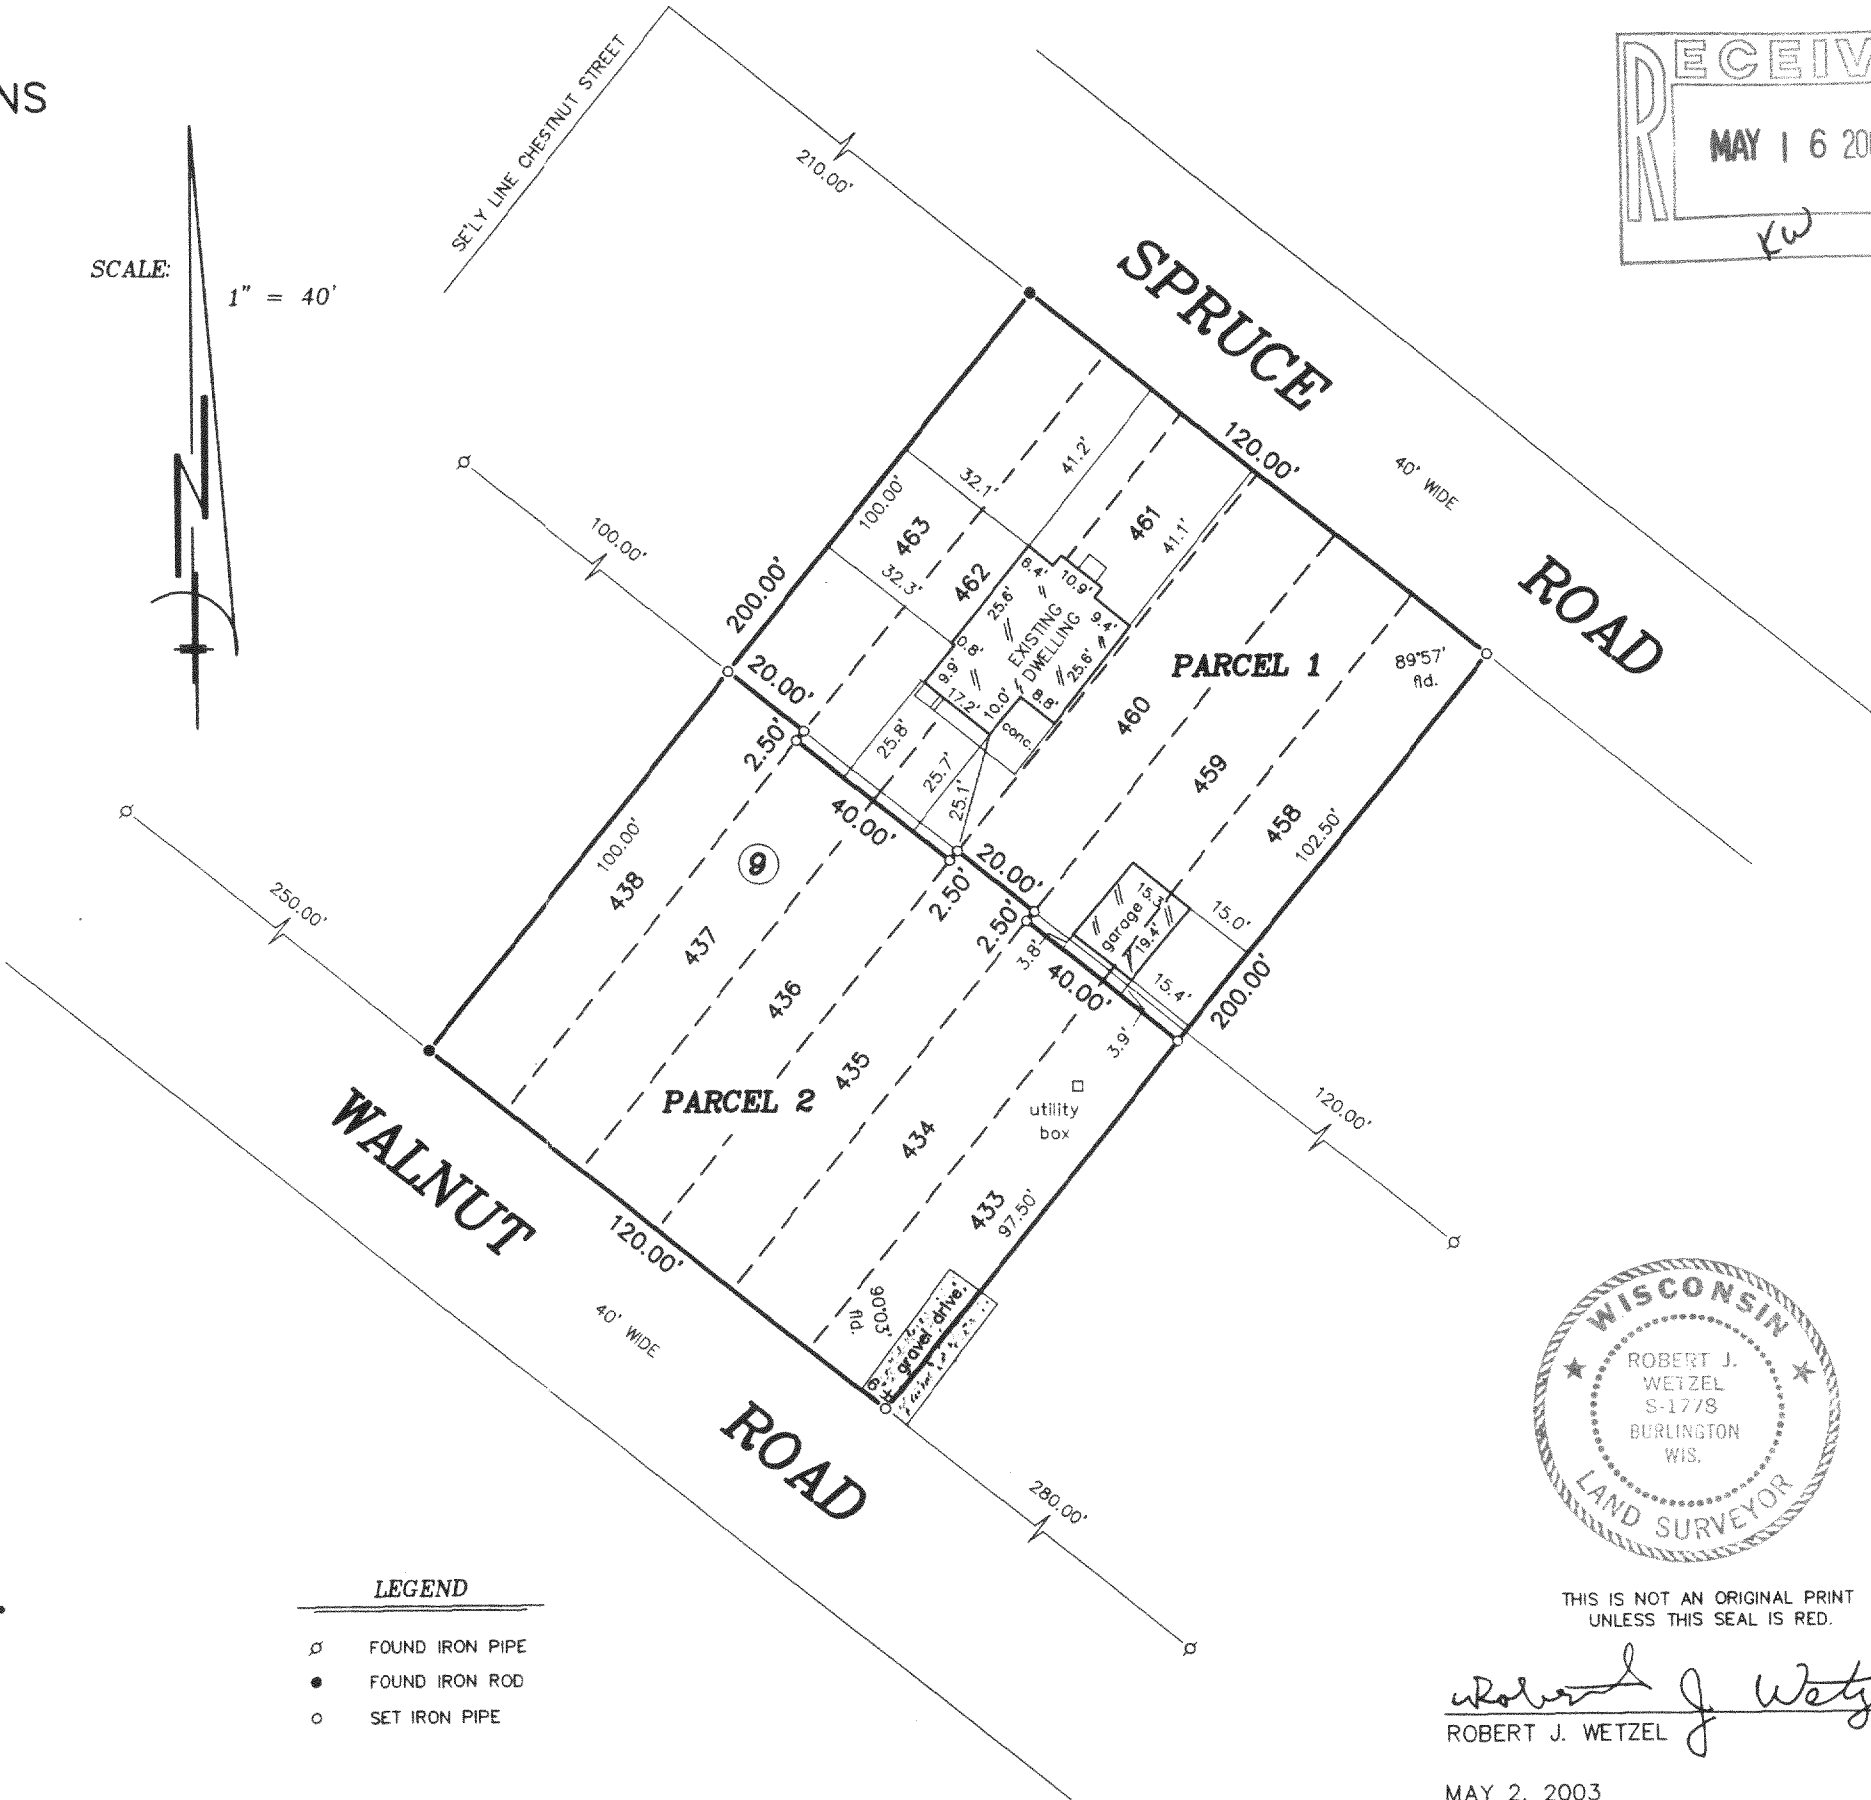 NS
SE'LY LINE CHESTNUT STREET
210.00'
MAY 16 20
KW
SCALE:
1" = 40'
SPRUCE ROAD
40' WIDE
120.00'
100.00'
200.00'
100.00'
463
462
461
460
459
458
32.1'
32.3'
41.2'
41.1'
EXISTING
DWELLING
6.4'
10.9'
9.4'
25.6'
25.6'
0.8'
9.9'
17.2'
10.0'
8.8'
conc.
PARCEL 1
89°57'
fld.
102.50'
20.00'
2.50'
40.00'
25.8'
25.7'
25.1'
20.00'
2.50'
2.50'
40.00'
garage
15.3'
19.4'
15.0'
15.4'
3.8'
3.9'
200.00'
120.00'
250.00'
100.00'
9
438
437
436
435
434
433
PARCEL 2
utility
box
97.50'
90°03'
fld.
gravel drive
6'±
120.00'
WALNUT ROAD
40' WIDE
280.00'
LEGEND
FOUND IRON PIPE
FOUND IRON ROD
SET IRON PIPE
WISCONSIN
ROBERT J.
WETZEL
S-1778
BURLINGTON
WIS.
LAND SURVEYOR
THIS IS NOT AN ORIGINAL PRINT
UNLESS THIS SEAL IS RED.
Robert J Wetz
ROBERT J. WETZEL
MAY 2, 2003